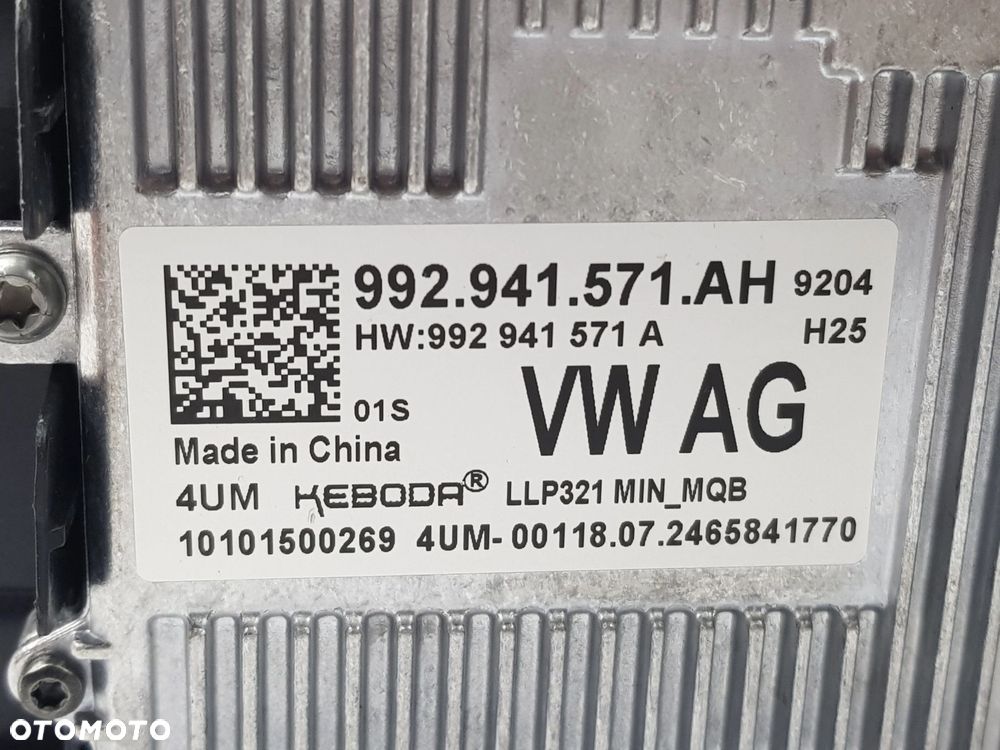 992.941.571.AH 9204
HW:992 941 571 A H25
01S VW AG
Made in China
4UM KEBODA® LLP321 MIN_MQB
10101500269 4UM- 00118.07.2465841770
OTOMOTO